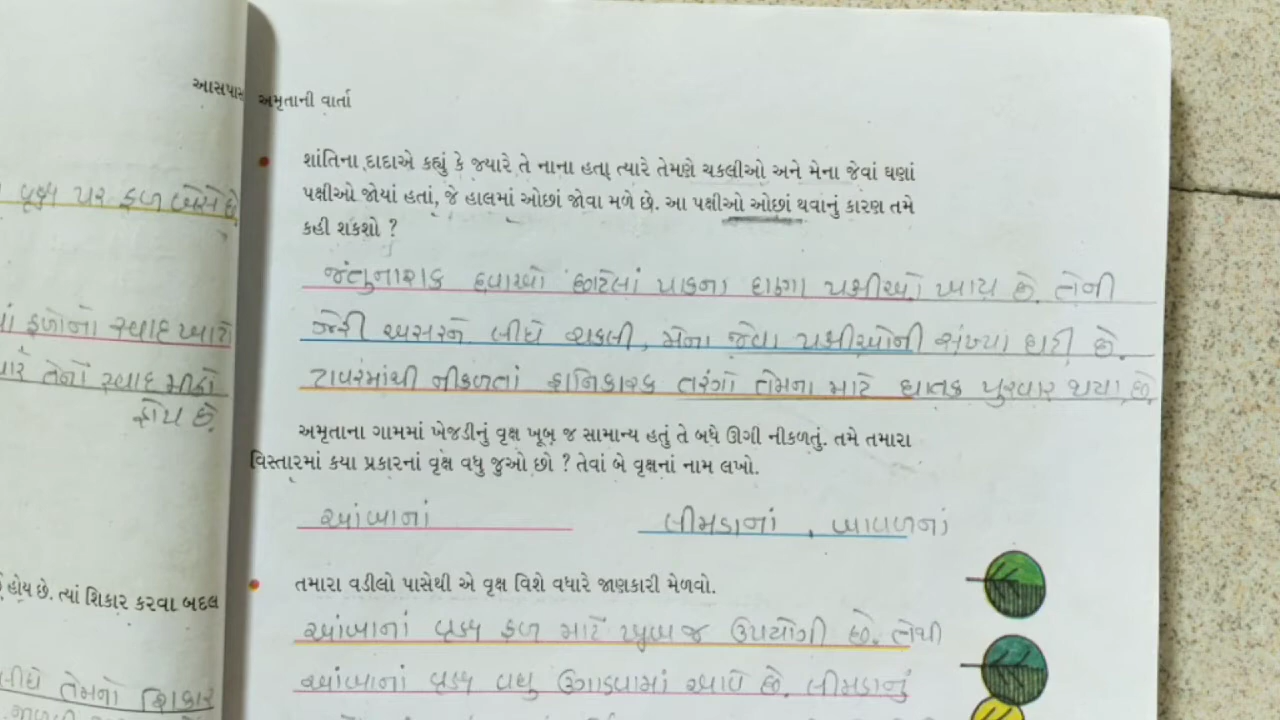 આસપાસ
વૃક્ષ પર ફળ બેસે છે
ફળોનો સ્વાદ ખાટો
તેનો સ્વાદ મીઠો
હોય છે.
હોય છે. ત્યાં શિકાર કરવા બદલ
લીધે તેમનો શિકાર
અમૃતાની વાર્તા
શાંતિના દાદાએ કહ્યું કે જ્યારે તે નાના હતા ત્યારે તેમણે ચકલીઓ અને મેના જેવાં ઘણાં
પક્ષીઓ જોયાં હતાં, જે હાલમાં ઓછાં જોવા મળે છે. આ પક્ષીઓ ઓછાં થવાનું કારણ તમે
કહી શકશો ?
જંતુનાશક દવાઓ છાંટેલાં પાકના દાણા પક્ષીઓ ખાય છે. તેની
ઝેરી અસરને લીધે ચકલી, મેના જેવા પક્ષીઓની સંખ્યા ઘટી છે.
ટાવરમાંથી નીકળતાં હાનિકારક તરંગો તેમના માટે ઘાતક પુરવાર થયા છે.
અમૃતાના ગામમાં ખેજડીનું વૃક્ષ ખૂબ જ સામાન્ય હતું તે બધે ઊગી નીકળતું. તમે તમારા
વિસ્તારમાં કયા પ્રકારનાં વૃક્ષ વધુ જુઓ છો ? તેવાં બે વૃક્ષનાં નામ લખો.
આંબાનાં લીમડાનાં , બાવળનાં
તમારા વડીલો પાસેથી એ વૃક્ષ વિશે વધારે જાણકારી મેળવો.
આંબાનાં વૃક્ષ ફળ માટે ખૂબ જ ઉપયોગી છે. તેથી
આંબાનાં વૃક્ષ વધુ ઉગાડવામાં આવે છે. લીમડાનું